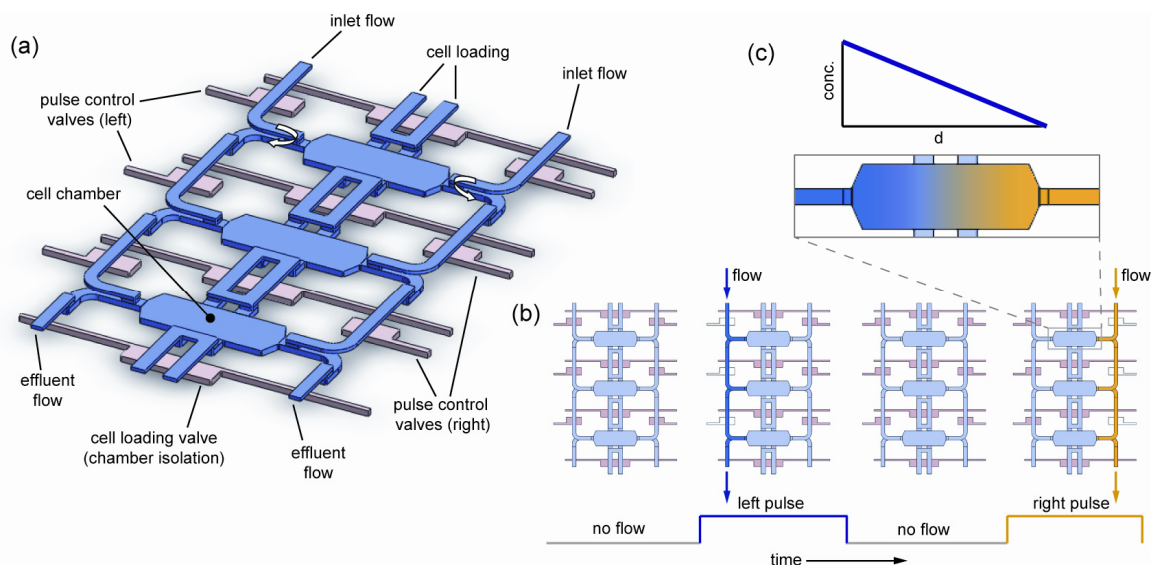 (a)
inlet flow
cell loading
inlet flow
pulse control
valves (left)
cell chamber
effluent
flow
cell loading valve
(chamber isolation)
effluent
flow
pulse control
valves (right)
(c)
conc.
d
(b)
flow
flow
left pulse
right pulse
no flow
no flow
time